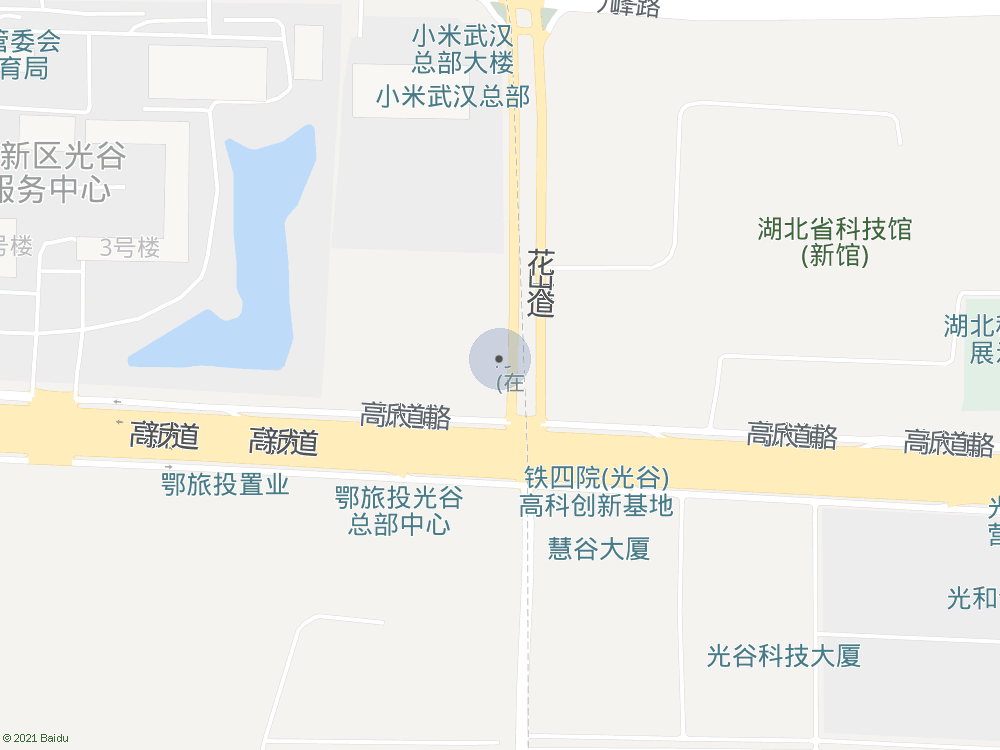 峰路
管委会
育局
小米武汉
总部大楼
小米武汉总部
新区光谷
服务中心
号楼
3号楼
湖北省科技馆
(新馆)
花山道
湖北科
展示
(在
高新大道辅路
高新大道
高新大道
高新大道辅路
高新大道辅路
鄂旅投置业
鄂旅投光谷
总部中心
铁四院(光谷)
高科创新基地
慧谷大厦
光
营
光和
光谷科技大厦
© 2021 Baidu